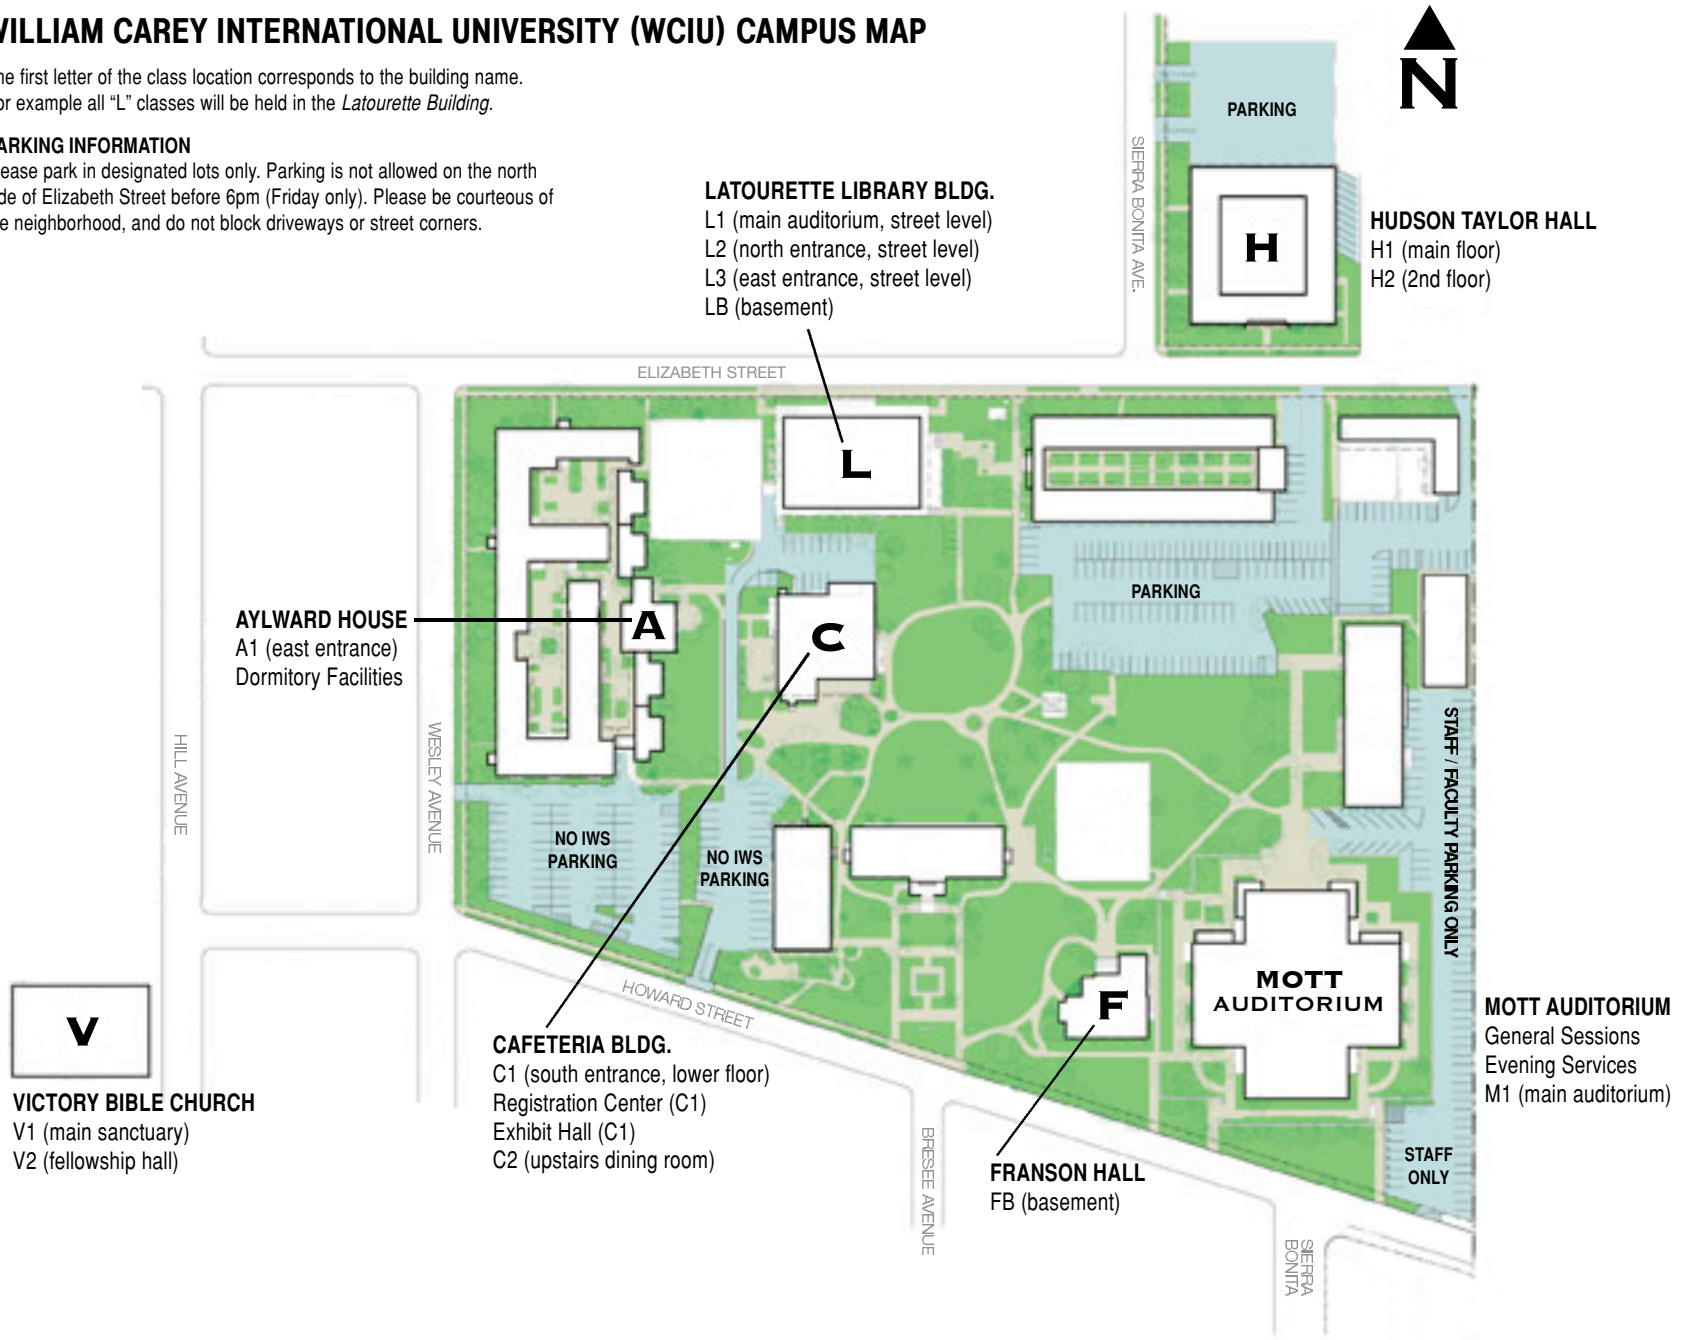 WILLIAM CAREY INTERNATIONAL UNIVERSITY (WCIU) CAMPUS MAP
he first letter of the class location corresponds to the building name.
or example all “L” classes will be held in the Latourette Building.
ARKING INFORMATION
ease park in designated lots only. Parking is not allowed on the north
de of Elizabeth Street before 6pm (Friday only). Please be courteous of
e neighborhood, and do not block driveways or street corners.
N
PARKING
SIERRA BONITA AVE.
H
HUDSON TAYLOR HALL
H1 (main floor)
H2 (2nd floor)
LATOURETTE LIBRARY BLDG.
L1 (main auditorium, street level)
L2 (north entrance, street level)
L3 (east entrance, street level)
LB (basement)
ELIZABETH STREET
L
PARKING
AYLWARD HOUSE
A1 (east entrance)
Dormitory Facilities
A
C
HILL AVENUE
WESLEY AVENUE
NO IWS
PARKING
NO IWS
PARKING
STAFF / FACULTY PARKING ONLY
HOWARD STREET
MOTT
AUDITORIUM
F
MOTT AUDITORIUM
General Sessions
Evening Services
M1 (main auditorium)
V
VICTORY BIBLE CHURCH
V1 (main sanctuary)
V2 (fellowship hall)
CAFETERIA BLDG.
C1 (south entrance, lower floor)
Registration Center (C1)
Exhibit Hall (C1)
C2 (upstairs dining room)
BRESEE AVENUE
FRANSON HALL
FB (basement)
STAFF
ONLY
SIERRA
BONITA